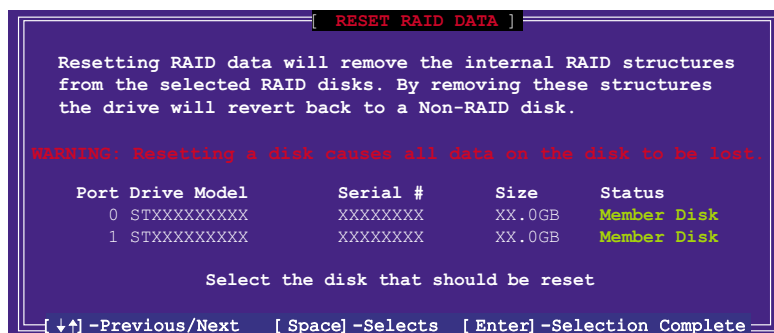 [ RESET RAID DATA ]
Resetting RAID data will remove the internal RAID structures
from the selected RAID disks. By removing these structures
the drive will revert back to a Non-RAID disk.
WARNING: Resetting a disk causes all data on the disk to be lost.
Port Drive Model Serial # Size Status
0 STXXXXXXXXX XXXXXXXX XX.0GB Member Disk
1 STXXXXXXXXX XXXXXXXX XX.0GB Member Disk
Select the disk that should be reset
[↓↑]-Previous/Next [Space]-Selects [Enter]-Selection Complete